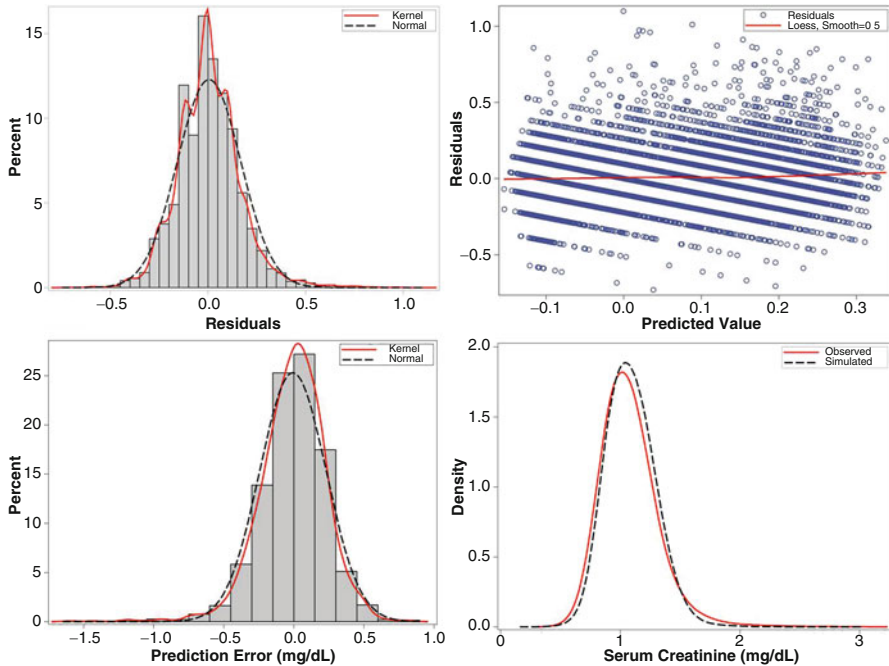 Kernel
Normal
15
10
5
0
Percent
−0.5
0.0
0.5
1.0
Residuals
Residuals
Loess, Smooth=0 5
1.0
0.5
0.0
−0.5
Residuals
−0.1
0.0
0.1
0.2
0.3
Predicted Value
Kernel
Normal
25
20
15
10
5
0
Percent
−1.5
−1.0
−0.5
0.0
0.5
1.0
Prediction Error (mg/dL)
Observed
Simulated
2.0
1.5
1.0
0.5
0.0
Density
0
1
2
3
Serum Creatinine (mg/dL)